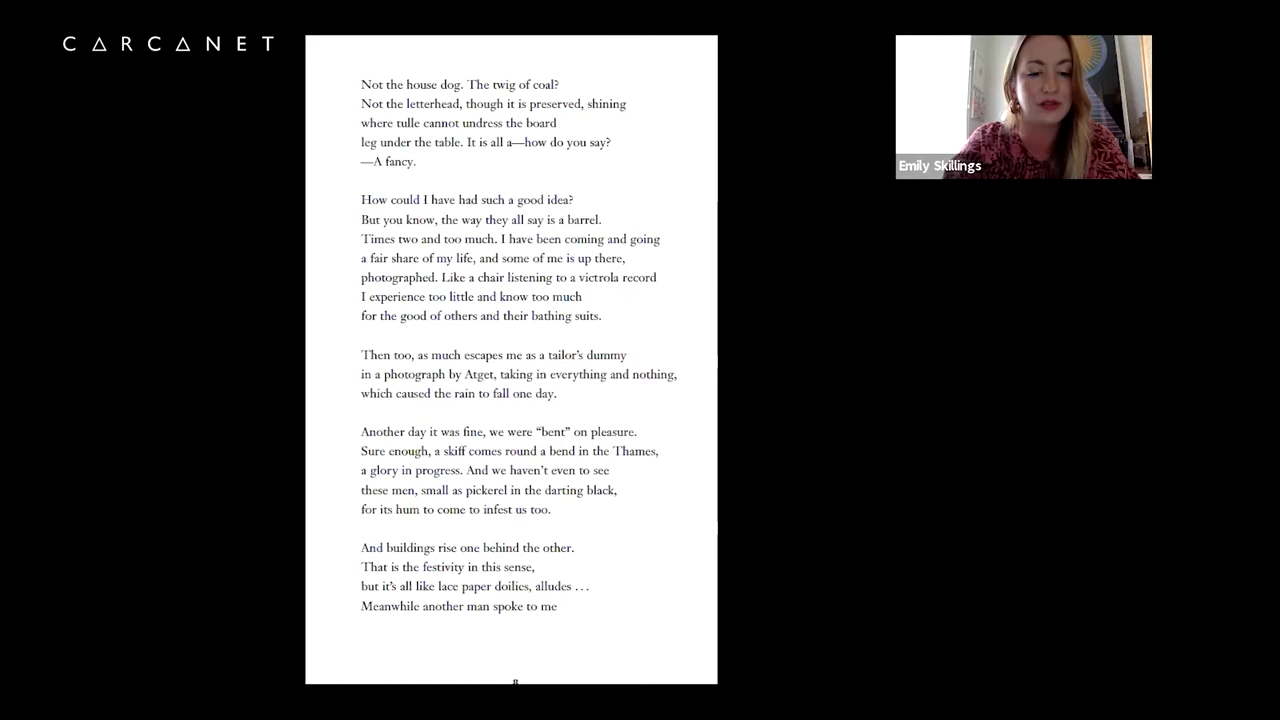 CARCANET
Not the house dog. The twig of coal?
Not the letterhead, though it is preserved, shining
where tulle cannot undress the board
leg under the table. It is all a—how do you say?
—A fancy.
How could I have had such a good idea?
But you know, the way they all say is a barrel.
Times two and too much. I have been coming and going
a fair share of my life, and some of me is up there,
photographed. Like a chair listening to a victrola record
I experience too little and know too much
for the good of others and their bathing suits.
Then too, as much escapes me as a tailor's dummy
in a photograph by Atget, taking in everything and nothing,
which caused the rain to fall one day.
Another day it was fine, we were “bent” on pleasure.
Sure enough, a skiff comes round a bend in the Thames,
a glory in progress. And we haven't even to see
these men, small as pickerel in the darting black,
for its hum to come to infest us too.
And buildings rise one behind the other.
That is the festivity in this sense,
but it's all like lace paper doilies, alludes . . .
Meanwhile another man spoke to me
8
Emily Skillings